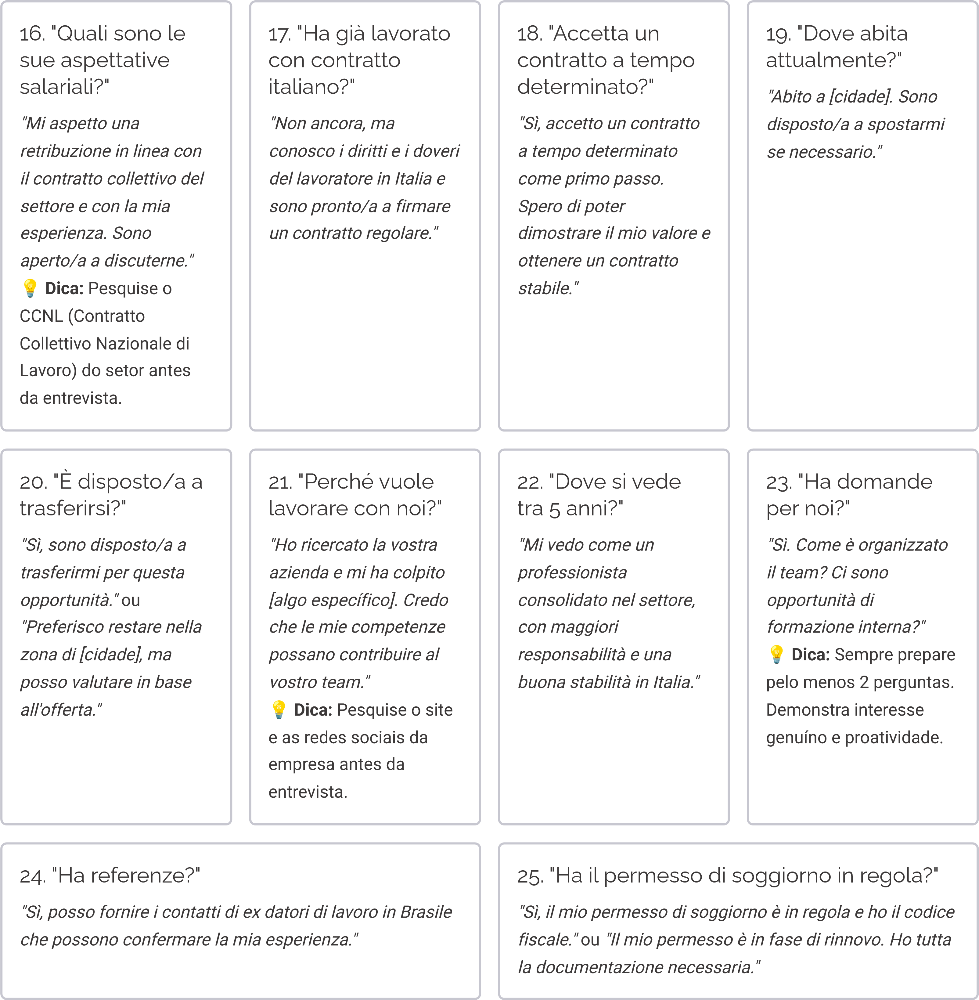 16. "Quali sono le
sue aspettative
salariali?"
"Mi aspetto una
retribuzione in linea con
il contratto collettivo del
settore e con la mia
esperienza. Sono
aperto/a a discuterne."
💡 Dica: Pesquise o
CCNL (Contratto
Collettivo Nazionale di
Lavoro) do setor antes
da entrevista.
17. "Ha già lavorato
con contratto
italiano?"
"Non ancora, ma
conosco i diritti e i doveri
del lavoratore in Italia e
sono pronto/a a firmare
un contratto regolare."
18. "Accetta un
contratto a tempo
determinato?"
"Sì, accetto un contratto
a tempo determinato
come primo passo.
Spero di poter
dimostrare il mio valore e
ottenere un contratto
stabile."
19. "Dove abita
attualmente?"
"Abito a [cidade]. Sono
disposto/a a spostarmi
se necessario."
20. "È disposto/a a
trasferirsi?"
"Sì, sono disposto/a a
trasferirmi per questa
opportunità." ou
"Preferisco restare nella
zona di [cidade], ma
posso valutare in base
all'offerta."
21. "Perché vuole
lavorare con noi?"
"Ho ricercato la vostra
azienda e mi ha colpito
[algo específico]. Credo
che le mie competenze
possano contribuire al
vostro team."
💡 Dica: Pesquise o site
e as redes sociais da
empresa antes da
entrevista.
22. "Dove si vede
tra 5 anni?"
"Mi vedo come un
professionista
consolidato nel settore,
con maggiori
responsabilità e una
buona stabilità in Italia."
23. "Ha domande
per noi?"
"Sì. Come è organizzato
il team? Ci sono
opportunità di
formazione interna?"
💡 Dica: Sempre prepare
pelo menos 2 perguntas.
Demonstra interesse
genuíno e proatividade.
24. "Ha referenze?"
"Sì, posso fornire i contatti di ex datori di lavoro in Brasile
che possono confermare la mia esperienza."
25. "Ha il permesso di soggiorno in regola?"
"Sì, il mio permesso di soggiorno è in regola e ho il codice
fiscale." ou "Il mio permesso è in fase di rinnovo. Ho tutta
la documentazione necessaria."